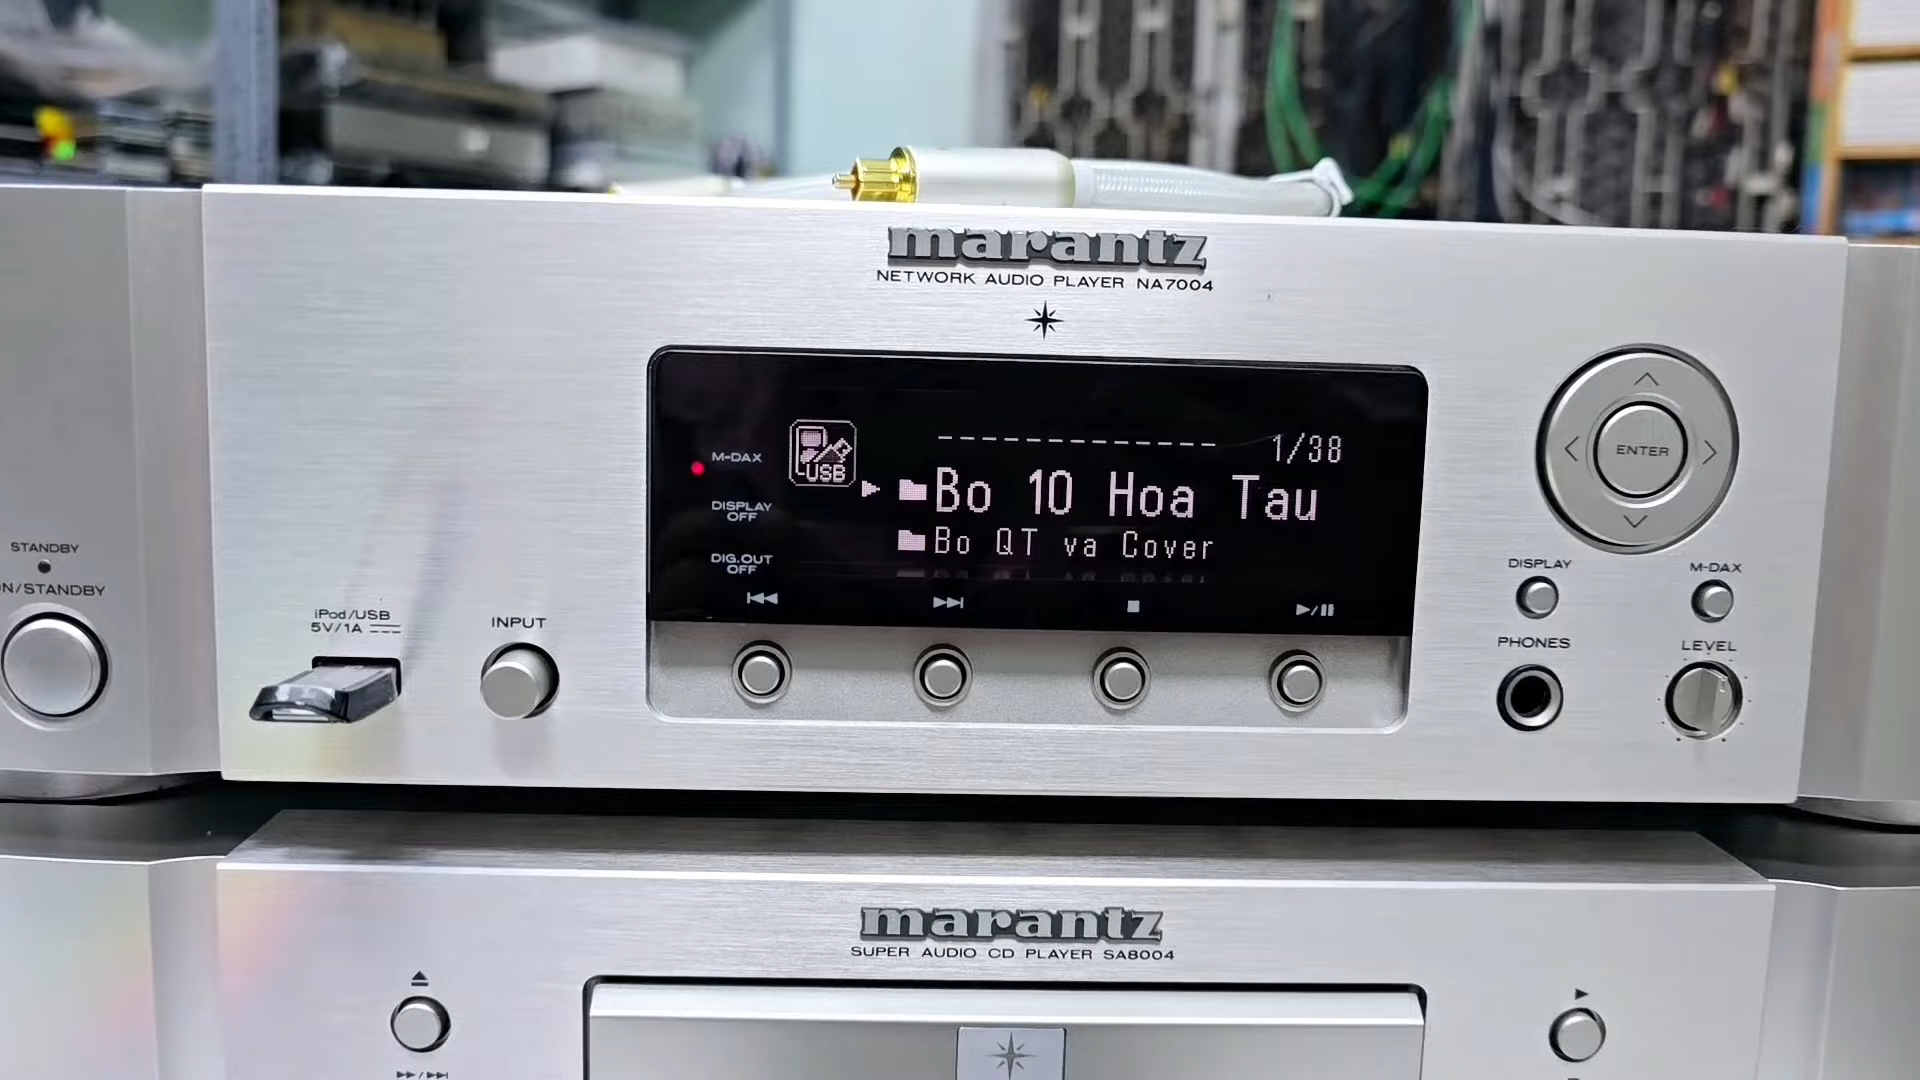 marantz
NETWORK AUDIO PLAYER NA7004
M-DAX
DISPLAY
OFF
DIG.OUT
OFF
USB
1/38
Bo 10 Hoa Tau
Bo QT va Cover
ENTER
STANDBY
ON/STANDBY
iPod/USB
5V/1A
INPUT
DISPLAY
M-DAX
PHONES
LEVEL
marantz
SUPER AUDIO CD PLAYER SA8004